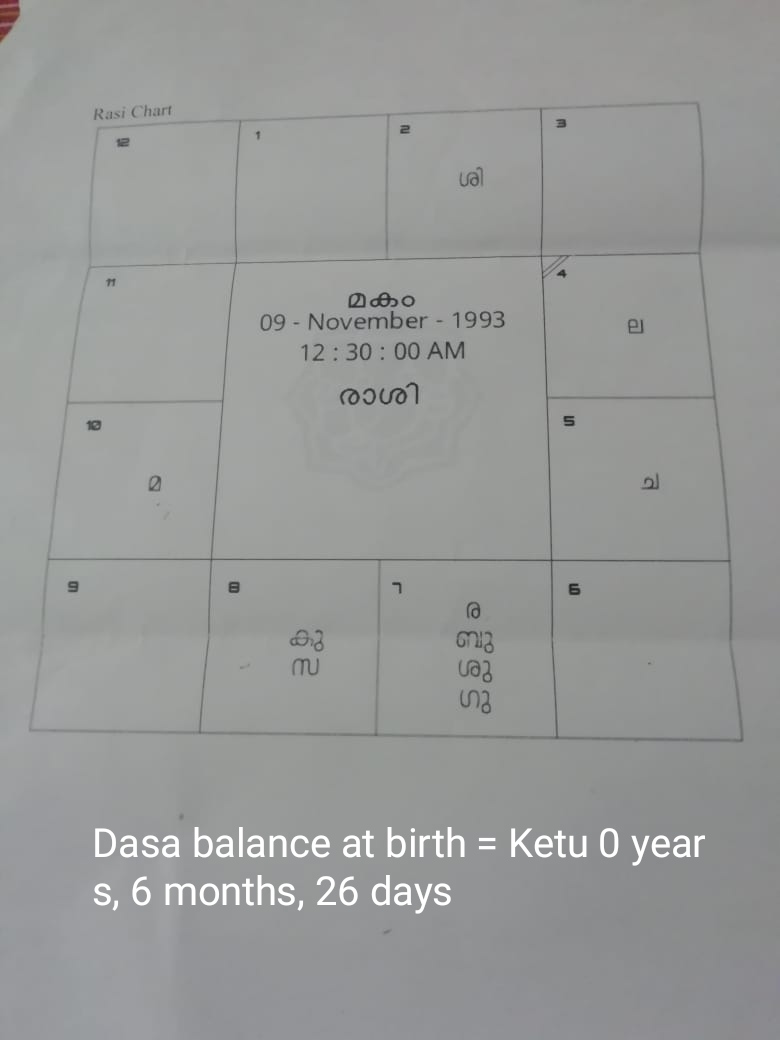 Rasi Chart
12
1
2
ശി
3
11
മകം
09 - November - 1993
12 : 30 : 00 AM
രാശി
4
ല
10
മ
5
ച
9
8
കു
സ
7
ര
ബു
ശു
ഗു
6
Dasa balance at birth = Ketu 0 year
s, 6 months, 26 days